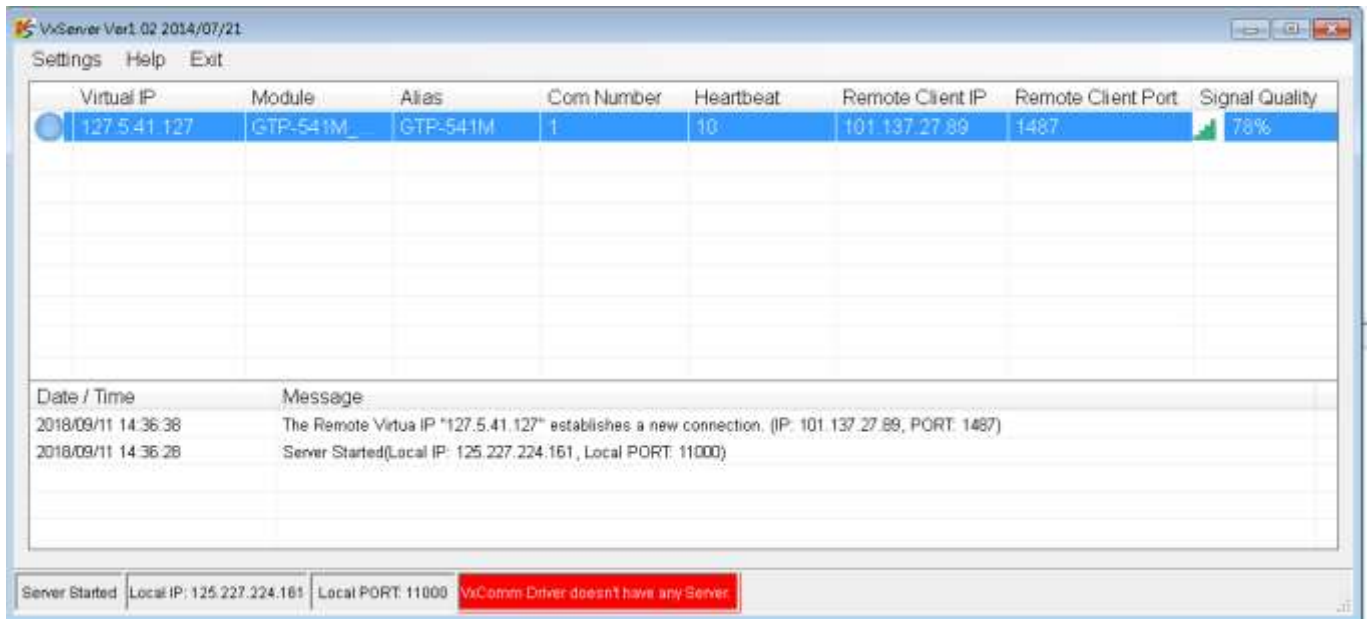 VxServer Ver1.02 2014/07/21
Settings Help Exit
Virtual IP Module Alias Com Number Heartbeat Remote Client IP Remote Client Port Signal Quality
127.5.41.127 GTP-541M_... GTP-541M 1 10 101.137.27.89 1487 78%
Date / Time Message
2018/09/11 14:36:38 The Remote Virtua IP "127.5.41.127" establishes a new connection. (IP: 101.137.27.89, PORT: 1487)
2018/09/11 14:36:28 Server Started(Local IP: 125.227.224.161, Local PORT: 11000)
Server Started Local IP: 125.227.224.161 Local PORT: 11000 VxComm Driver doesn't have any Server.